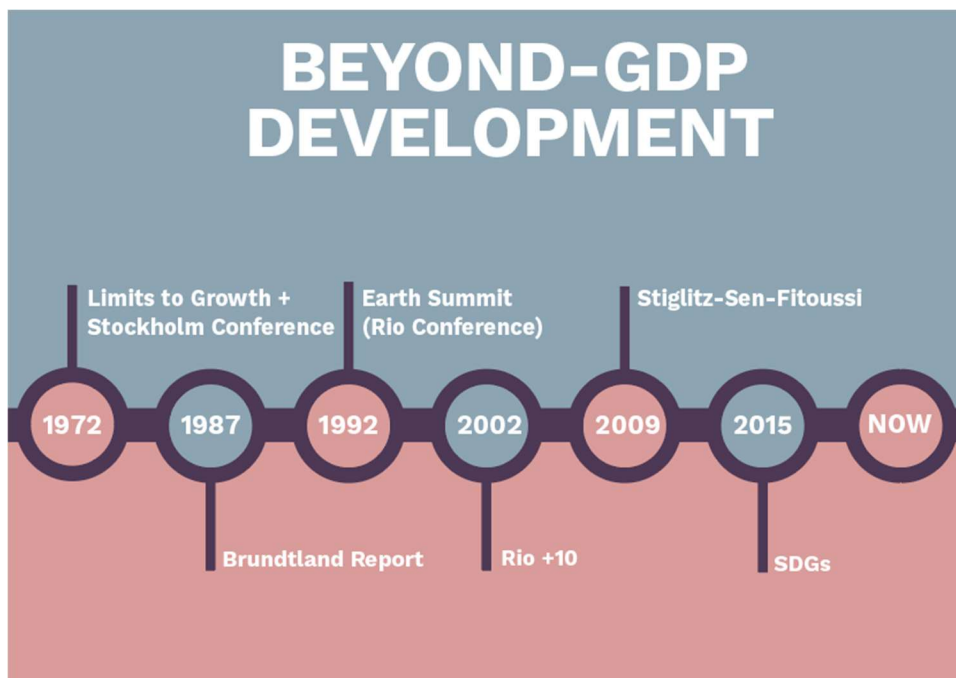 BEYOND-GDP
DEVELOPMENT
Limits to Growth +
Stockholm Conference
Earth Summit
(Rio Conference)
Stiglitz-Sen-Fitoussi
1972
1987
1992
2002
2009
2015
NOW
Brundtland Report
Rio +10
SDGs